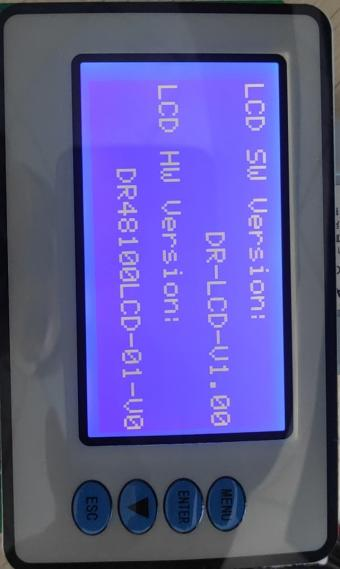 LCD SW Version:
DR-LCD-V1.00
LCD HW Version:
DR48100LCD-01-V0
MENU
ENTER
ESC